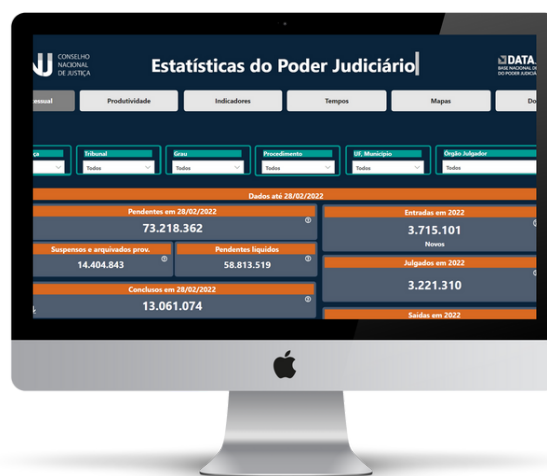 CONSELHO
NACIONAL
DE JUSTIÇA
Estatísticas do Poder Judiciário
DATA
BASE NACIONAL D
DO PODER JUDICIÁ
essual
Produtividade
Indicadores
Tempos
Mapas
Do
ça
Tribunal
Grau
Procedimento
UF, Município
Órgão Julgador
Todos
Todos
Todos
Todos
Todos
Dados até 28/02/2022
Pendentes em 28/02/2022
73.218.362
Entradas em 2022
3.715.101
Novos
Suspensos e arquivados prov.
14.404.843
Pendentes líquidos
58.813.519
Julgados em 2022
3.221.310
Conclusos em 28/02/2022
13.061.074
Saídas em 2022